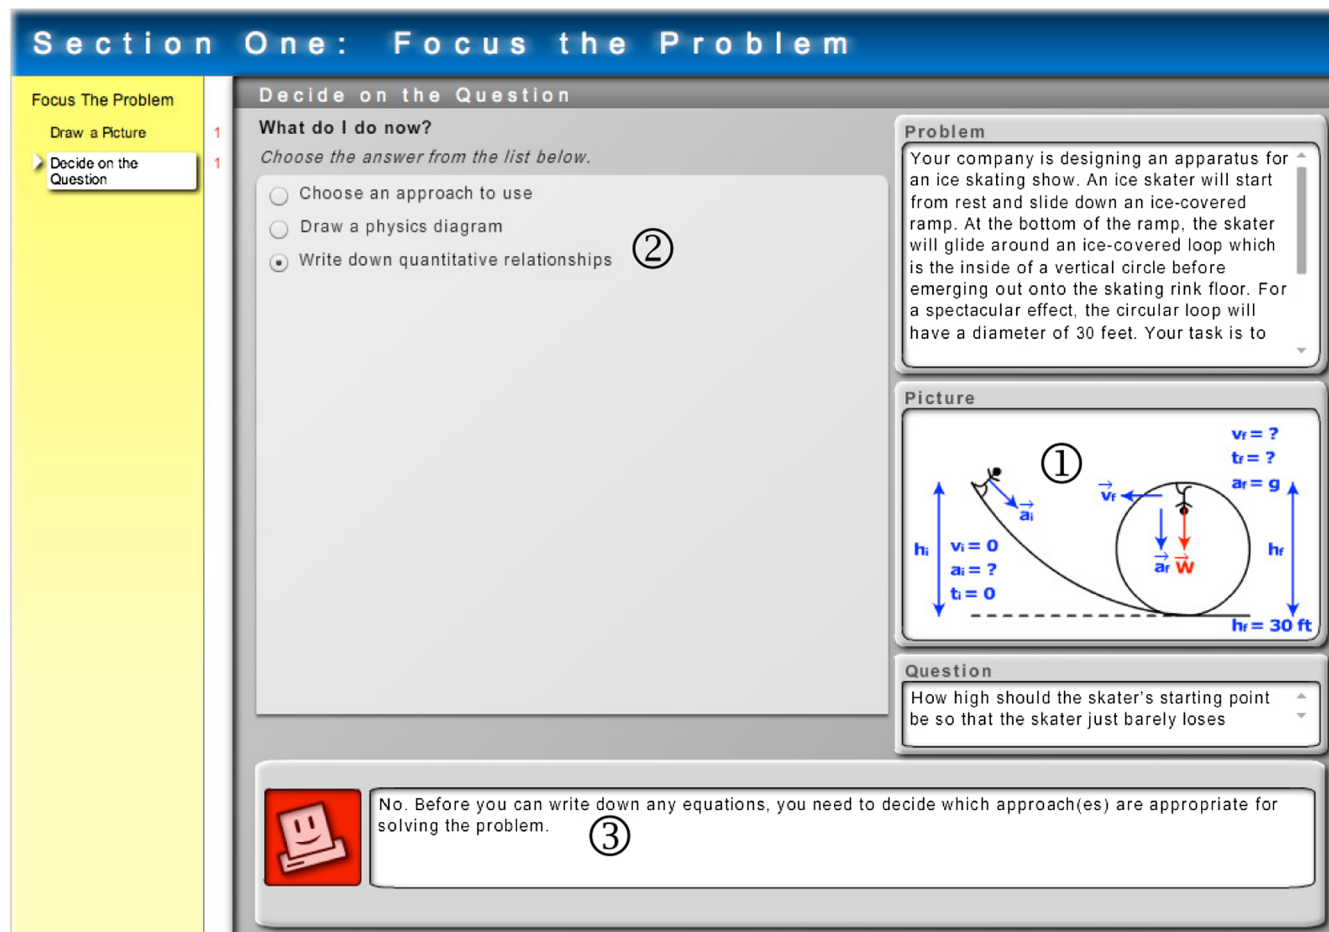 Section One: Focus the Problem
Focus The Problem
Draw a Picture 1
Decide on the 1
Question
Decide on the Question
What do I do now?
Choose the answer from the list below.
Choose an approach to use
Draw a physics diagram
Write down quantitative relationships
②
Problem
Your company is designing an apparatus for
an ice skating show. An ice skater will start
from rest and slide down an ice-covered
ramp. At the bottom of the ramp, the skater
will glide around an ice-covered loop which
is the inside of a vertical circle before
emerging out onto the skating rink floor. For
a spectacular effect, the circular loop will
have a diameter of 30 feet. Your task is to
Picture
①
vf = ?
tf = ?
af = g
vf
ai
hi
vi = 0
ai = ?
ti = 0
af
W
hf
hf = 30 ft
Question
How high should the skater's starting point
be so that the skater just barely loses
No. Before you can write down any equations, you need to decide which approach(es) are appropriate for
solving the problem.
③